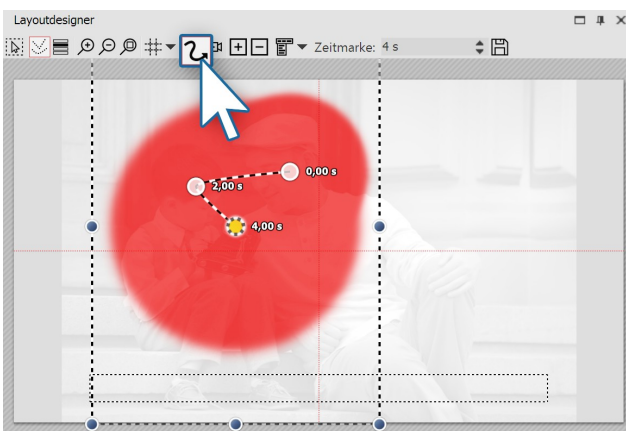 Layoutdesigner
Zeitmarke: 4 s
0,00 s
2,00 s
4,00 s